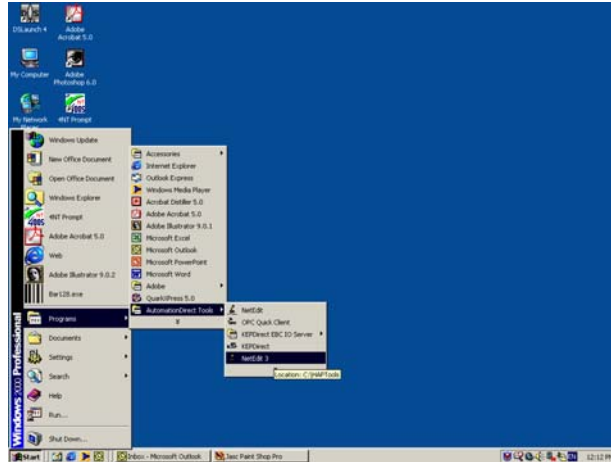 DSLaunch 4
Adobe
Acrobat 5.0
My Computer
Adobe
Photoshop 6.0
My Network
4NT Prompt
Windows Update
New Office Document
Open Office Document
Windows Explorer
4NT Prompt
Adobe Acrobat 5.0
Web
Adobe Illustrator 9.0.2
Bar128.exe
Programs
Documents
Settings
Search
Help
Run...
Shut Down...
Windows 2000 Professional
Accessories
Internet Explorer
Outlook Express
Windows Media Player
Acrobat Distiller 5.0
Adobe Acrobat 5.0
Adobe Illustrator 9.0.1
Microsoft Excel
Microsoft Outlook
Microsoft PowerPoint
Microsoft Word
Adobe
QuarkXPress 5.0
AutomationDirect Tools
NetEdit
OPC Quick Client
KEPDirect EBC IO Server
KEPDirect
NetEdit 3
Location: C:\HAPTools
Start
Inbox - Microsoft Outlook
Jasc Paint Shop Pro
12:12 PM